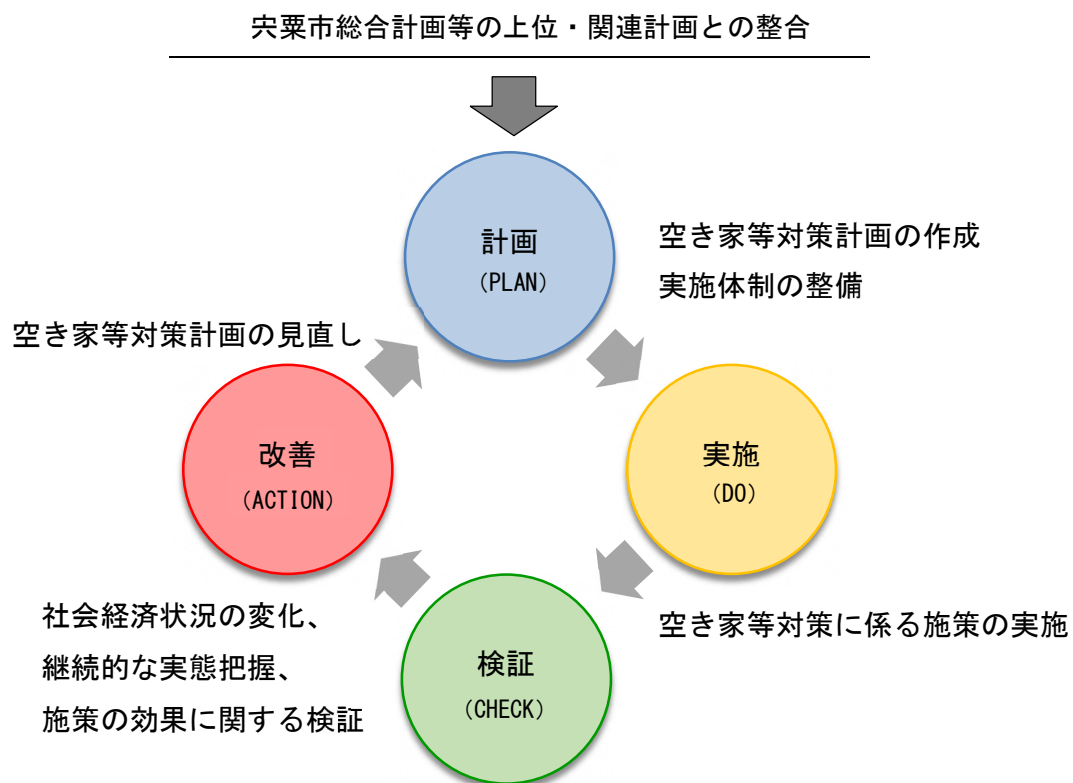 宍粟市総合計画等の上位・関連計画との整合
計画
(PLAN)
空き家等対策計画の作成
実施体制の整備
空き家等対策計画の見直し
改善
(ACTION)
実施
(DO)
社会経済状況の変化、
継続的な実態把握、
施策の効果に関する検証
検証
(CHECK)
空き家等対策に係る施策の実施